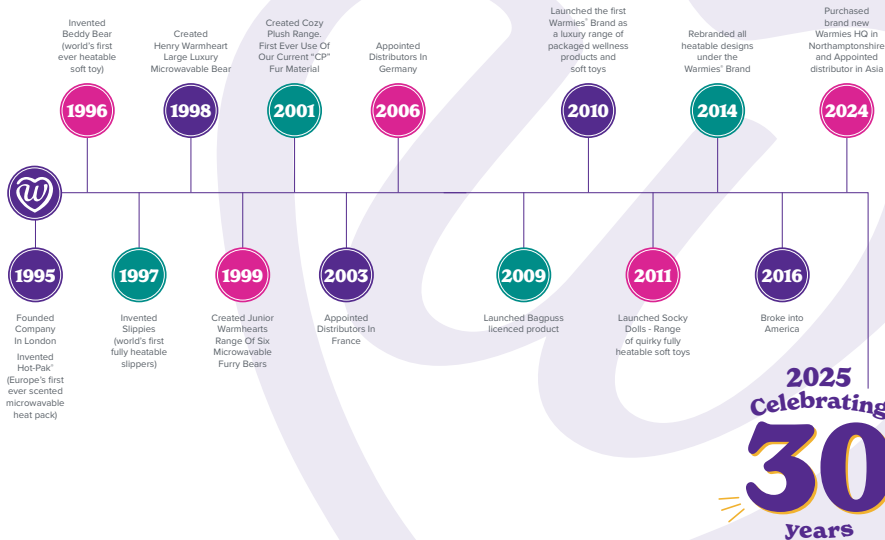 Invented
Beddy Bear
(world's first
ever heatable
soft toy)
1996
Created
Henry Warmheart
Large Luxury
Microwavable Bear
1998
Created Cozy
Plush Range.
First Ever Use Of
Our Current "CP"
Fur Material
2001
Appointed
Distributors In
Germany
2006
Launched the first
Warmies' Brand as
a luxury range of
packaged wellness
products and
soft toys
2010
Rebranded all
heatable designs
under the
Warmies' Brand
2014
Purchased
brand new
Warmies HQ in
Northamptonshire
and Appointed
distributor in Asia
2024
w
1995
Founded
Company
In London
Invented
Hot-Pak'
(Europe's first
ever scented
microwavable
heat pack)
1997
Invented
Slippies
(world's first
fully heatable
slippers)
1999
Created Junior
Warmhearts
Range Of Six
Microwavable
Furry Bears
2003
Appointed
Distributors In
France
2009
Launched Bagpuss
licenced product
2011
Launched Socky
Dolls - Range
of quirky fully
heatable soft toys
2016
Broke into
America
2025
Celebrating
30
years